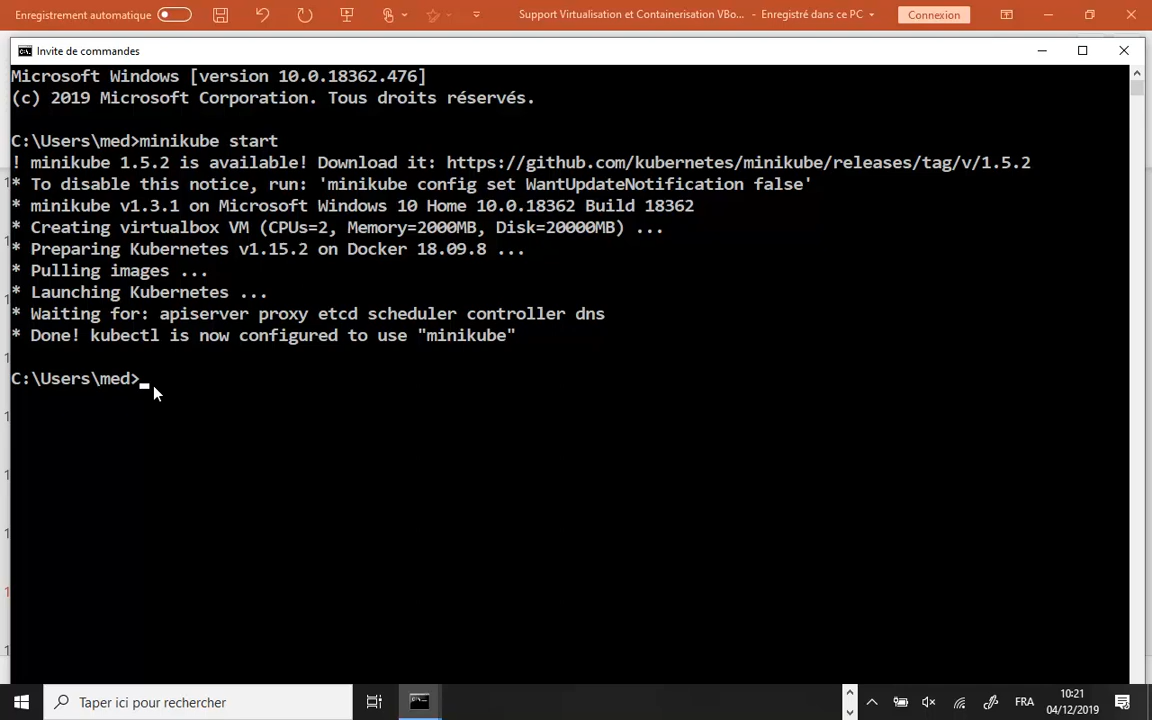 Enregistrement automatique
Support Virtualisation et Containerisation VBo... - Enregistré dans ce PC
Connexion
Invite de commandes
Microsoft Windows [version 10.0.18362.476]
(c) 2019 Microsoft Corporation. Tous droits réservés.
C:\Users\med>minikube start
! minikube 1.5.2 is available! Download it: https://github.com/kubernetes/minikube/releases/tag/v/1.5.2
* To disable this notice, run: 'minikube config set WantUpdateNotification false'
* minikube v1.3.1 on Microsoft Windows 10 Home 10.0.18362 Build 18362
* Creating virtualbox VM (CPUs=2, Memory=2000MB, Disk=20000MB) ...
* Preparing Kubernetes v1.15.2 on Docker 18.09.8 ...
* Pulling images ...
* Launching Kubernetes ...
* Waiting for: apiserver proxy etcd scheduler controller dns
* Done! kubectl is now configured to use "minikube"
C:\Users\med>
Taper ici pour rechercher
FRA
10:21
04/12/2019